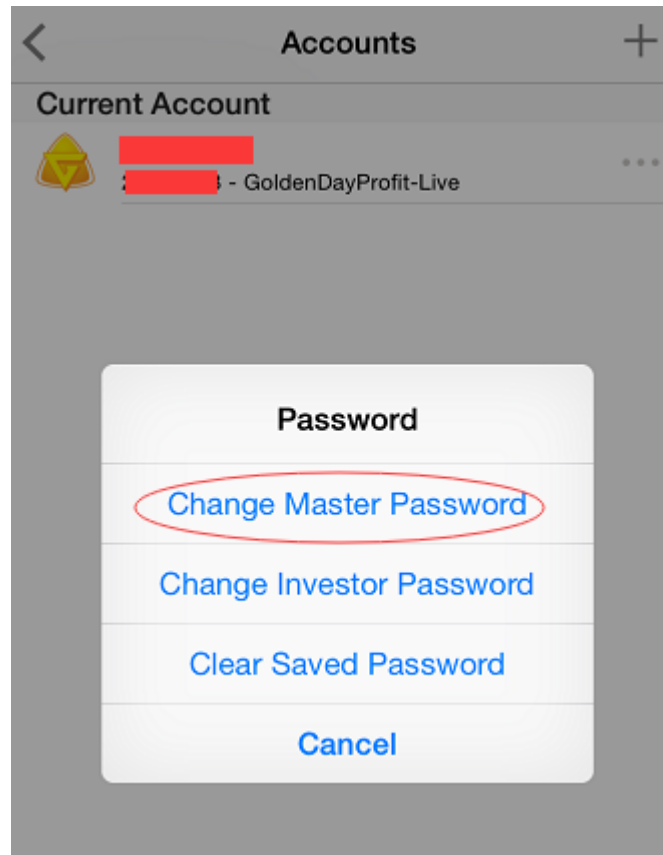 Accounts
Current Account
- GoldenDayProfit-Live
Password
Change Master Password
Change Investor Password
Clear Saved Password
Cancel